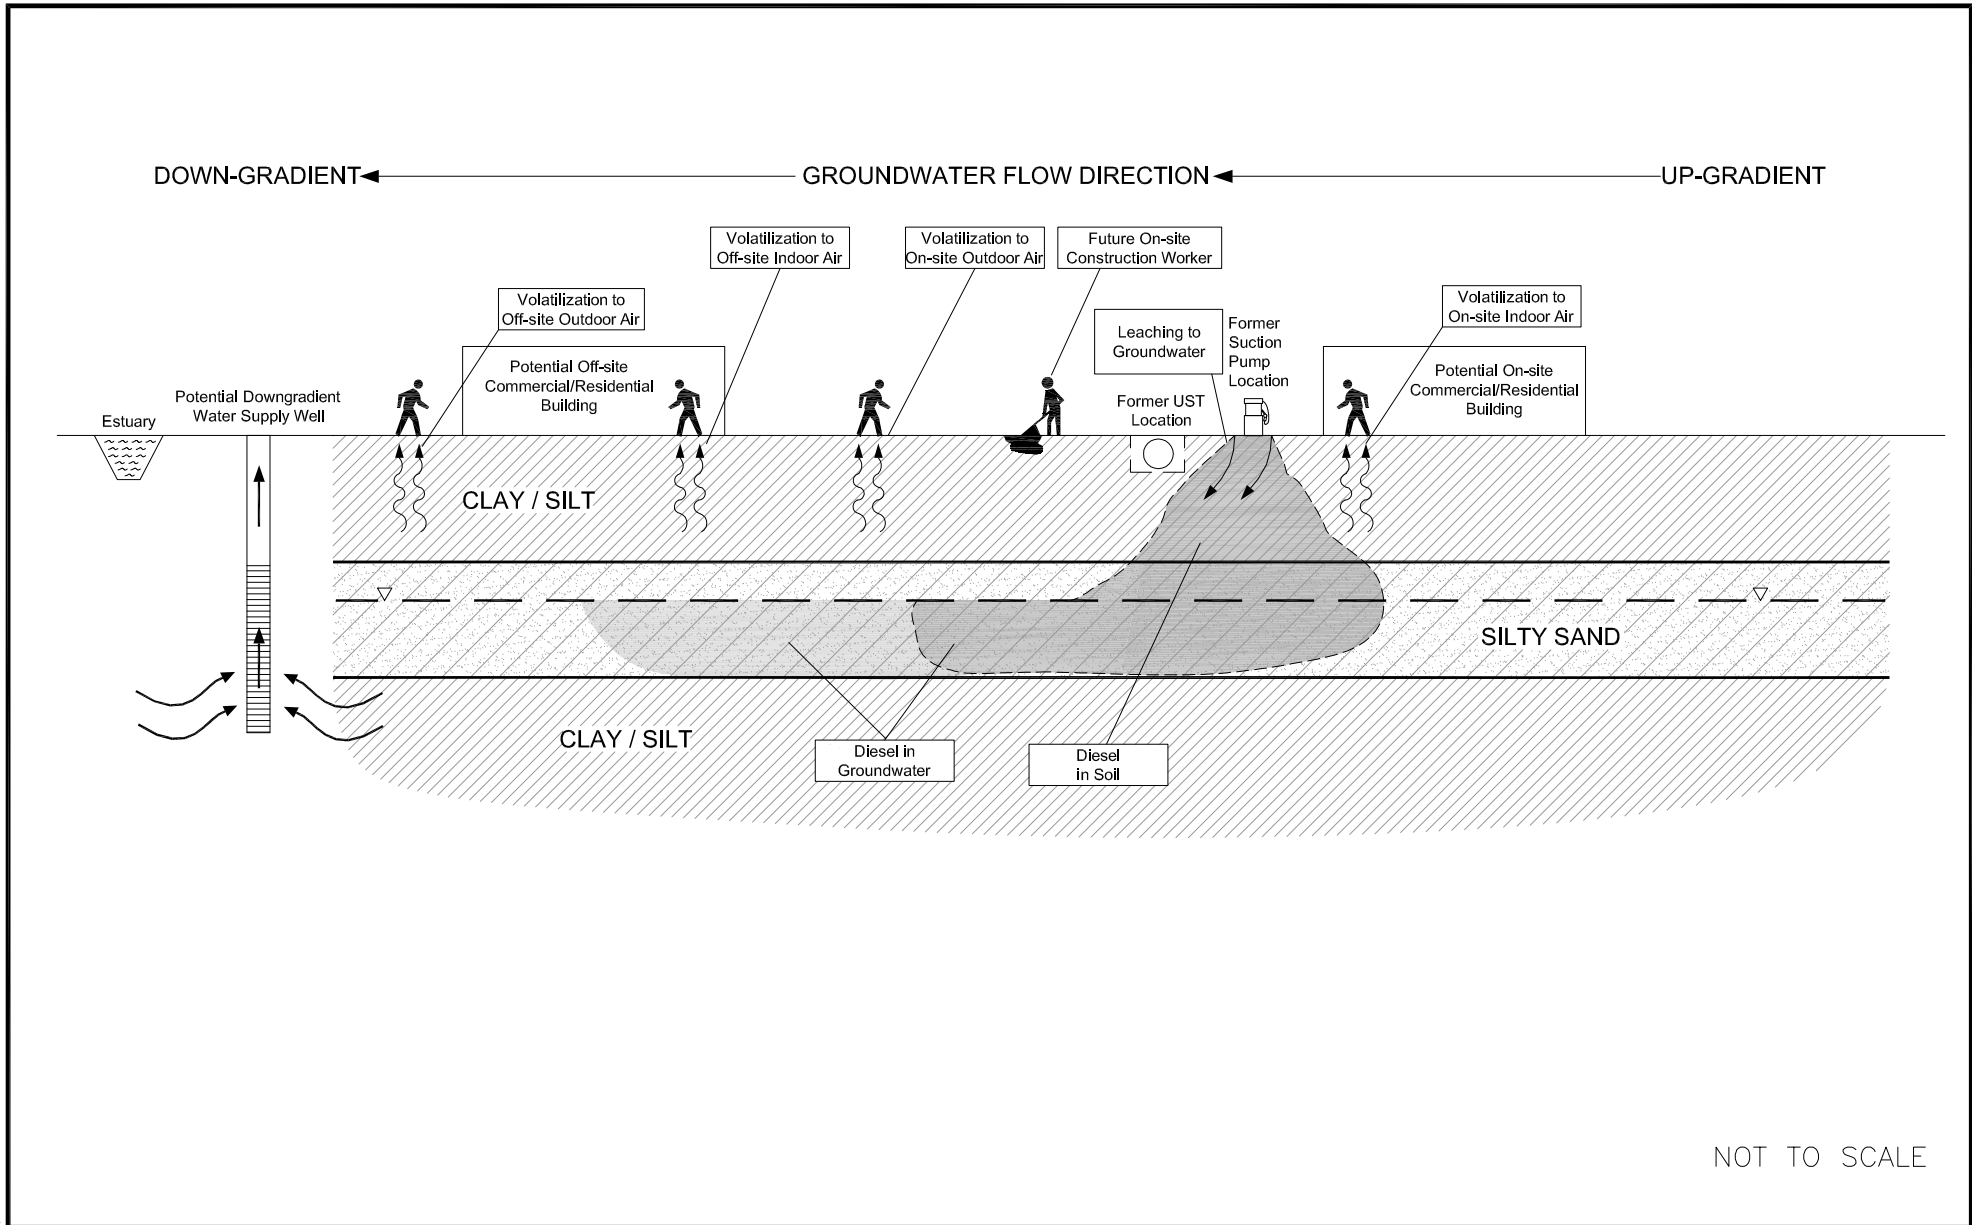 DOWN-GRADIENT
GROUNDWATER FLOW DIRECTION
UP-GRADIENT
Volatilization to
Off-site Indoor Air
Volatilization to
On-site Outdoor Air
Future On-site
Construction Worker
Volatilization to
Off-site Outdoor Air
Volatilization to
On-site Indoor Air
Leaching to
Groundwater
Former
Suction
Pump
Location
Potential Off-site
Commercial/Residential
Building
Potential On-site
Commercial/Residential
Building
Potential Downgradient
Water Supply Well
Estuary
Former UST
Location
CLAY / SILT
SILTY SAND
CLAY / SILT
Diesel in
Groundwater
Diesel
in Soil
NOT TO SCALE